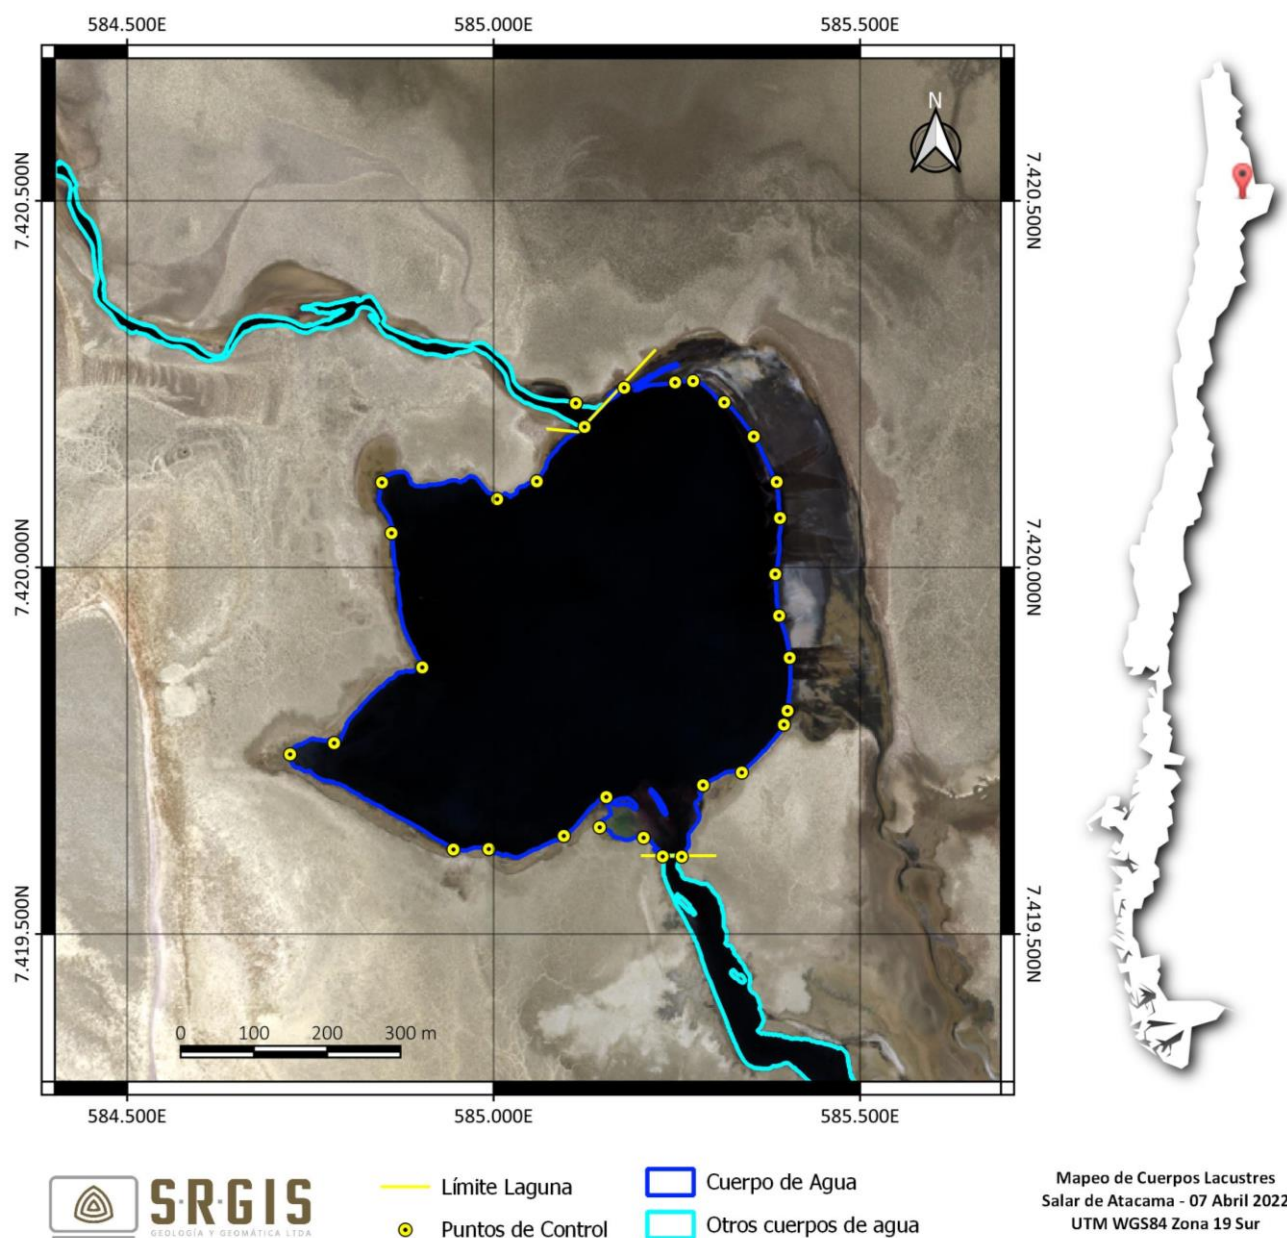 584.500E 585.000E 585.500E
N
7.420.500N 7.420.500N
7.420.000N 7.420.000N
7.419.500N 7.419.500N
0 100 200 300 m
584.500E 585.000E 585.500E
S·R·GIS
GEOLOGÍA Y GEOMÁTICA LTDA
Límite Laguna
Puntos de Control
Cuerpo de Agua
Otros cuerpos de agua
Mapeo de Cuerpos Lacustres
Salar de Atacama - 07 Abril 2022
UTM WGS84 Zona 19 Sur